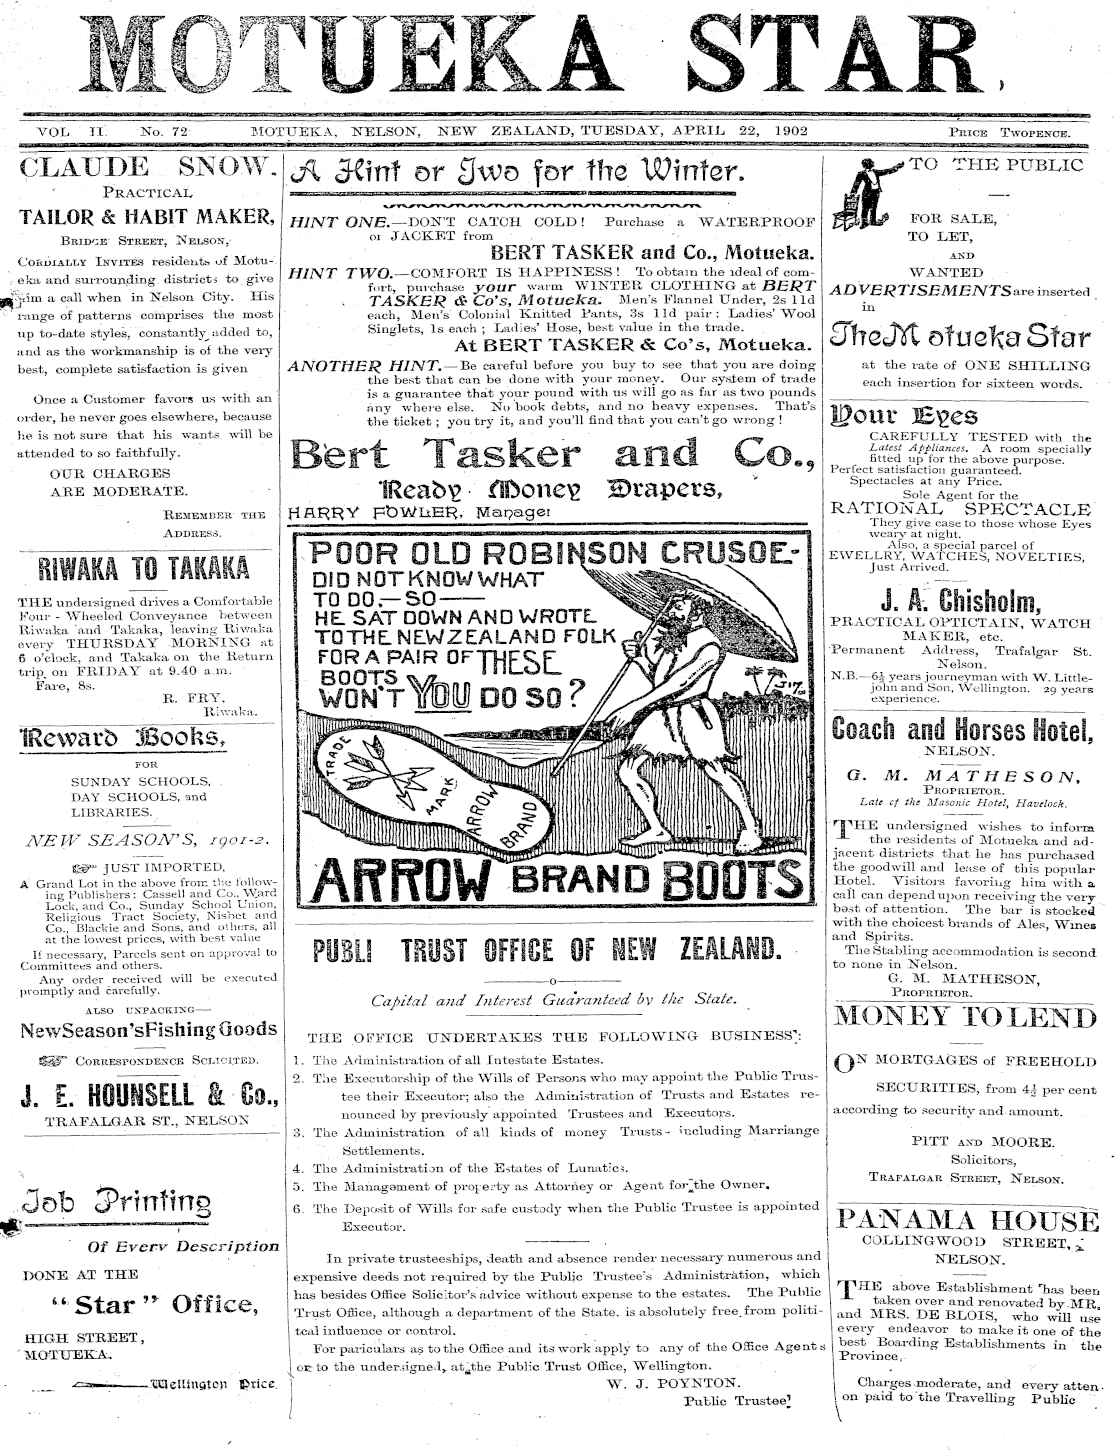 MOTUEKA STAR,
VOL II. No. 72 MOTUEKA, NELSON, NEW ZEALAND, TUESDAY, APRIL 22, 1902 PRICE TWOPENCE.
CLAUDE SNOW.
PRACTICAL
TAILOR & HABIT MAKER,
BRIDGE STREET, NELSON,
CORDIALLY INVITES residents of Motu-
eka and surrounding districts to give
him a call when in Nelson City. His
range of patterns comprises the most
up to-date styles, constantly added to,
and as the workmanship is of the very
best, complete satisfaction is given
Once a Customer favors us with an
order, he never goes elsewhere, because
he is not sure that his wants will be
attended to so faithfully.
OUR CHARGES
ARE MODERATE.
REMEMBER THE
ADDRESS.
RIWAKA TO TAKAKA
THE undersigned drives a Comfortable
Four-Wheeled Conveyance between
Riwaka and Takaka, leaving Riwaka
every THURSDAY MORNING at
6 o'clock, and Takaka on the Return
trip on FRIDAY at 9.40 a.m.
Fare, 8s.
R. FRY,
Riwaka.
Reward Books,
FOR
SUNDAY SCHOOLS,
DAY SCHOOLS, and
LIBRARIES.
NEW SEASON'S, 1901-2.
JUST IMPORTED,
A Grand Lot in the above from the follow-
ing Publishers: Cassell and Co., Ward
Lock, and Co., Sunday School Union,
Religious Tract Society, Nisbet and
Co., Blackie and Sons, and others, all
at the lowest prices, with best value
If necessary, Parcels sent on approval to
Committees and others.
Any order received will be executed
promptly and carefully.
ALSO UNPACKING—
New Season's Fishing Goods
CORRESPONDENCE SOLICITED.
J. E. HOUNSELL & Co.,
TRAFALGAR ST., NELSON
Job Printing
Of Every Description
DONE AT THE
"Star" Office,
HIGH STREET,
MOTUEKA.
Wellington Price.
A Hint or Two for the Winter.
HINT ONE.—DON'T CATCH COLD! Purchase a WATERPROOF
or JACKET from
BERT TASKER and Co., Motueka.
HINT TWO.—COMFORT IS HAPPINESS! To obtain the ideal of com-
fort, purchase your warm WINTER CLOTHING at BERT
TASKER & Co's, Motueka. Men's Flannel Under, 2s 11d
each, Men's Colonial Knitted Pants, 3s 11d pair: Ladies' Wool
Singlets, 1s each; Ladies' Hose, best value in the trade.
At BERT TASKER & Co's, Motueka.
ANOTHER HINT.—Be careful before you buy to see that you are doing
the best that can be done with your money. Our system of trade
is a guarantee that your pound with us will go as far as two pounds
any where else. No book debts, and no heavy expenses. That's
the ticket; you try it, and you'll find that you can't go wrong!
Bert Tasker and Co.,
Ready Money Drapers,
HARRY FOWLER, Manager
POOR OLD ROBINSON CRUSOE-
DID NOT KNOW WHAT
TO DO,—SO—
HE SAT DOWN AND WROTE
TO THE NEW ZEALAND FOLK
FOR A PAIR OF THESE
BOOTS
WON'T YOU DO SO?
TRADE
MARK
ARROW
BRAND
ARROW BRAND BOOTS
PUBLI TRUST OFFICE OF NEW ZEALAND.
—o—
Capital and Interest Guaranteed by the State.
THE OFFICE UNDERTAKES THE FOLLOWING BUSINESS:
1. The Administration of all Intestate Estates.
2. The Executorship of the Wills of Persons who may appoint the Public Trus-
tee their Executor; also the Administration of Trusts and Estates re-
nounced by previously appointed Trustees and Executors.
3. The Administration of all kinds of money Trusts- including Marriange
Settlements.
4. The Administration of the Estates of Lunatics.
5. The Management of property as Attorney or Agent for the Owner.
6. The Deposit of Wills for safe custody when the Public Trustee is appointed
Executor.
In private trusteeships, death and absence render necessary numerous and
expensive deeds not required by the Public Trustee's Administration, which
has besides Office Solicitor's advice without expense to the estates. The Public
Trust Office, although a department of the State. is absolutely free from politi-
tcal influence or control.
For pariculars as to the Office and its work apply to any of the Office Agents
or to the undersigned, at the Public Trust Office, Wellington.
W. J. POYNTON.
Public Trustee
TO THE PUBLIC
FOR SALE,
TO LET,
AND
WANTED
ADVERTISEMENTS are inserted
in
The Motueka Star
at the rate of ONE SHILLING
each insertion for sixteen words.
Your Eyes
CAREFULLY TESTED with the
Latest Appliances. A room specially
fitted up for the above purpose.
Perfect satisfaction guaranteed.
Spectacles at any Price.
Sole Agent for the
RATIONAL SPECTACLE
They give ease to those whose Eyes
weary at night.
Also, a special parcel of
EWELLRY, WATCHES, NOVELTIES,
Just Arrived.
J. A. Chisholm,
PRACTICAL OPTICTAIN, WATCH
MAKER, etc.
Permanent Address, Trafalgar St.
Nelson.
N.B.—6½ years journeyman with W. Little-
john and Son, Wellington. 29 years
experience.
Coach and Horses Hotel,
NELSON.
G. M. MATHESON,
PROPRIETOR.
Late of the Masonic Hotel, Havelock.
THE undersigned wishes to inform
the residents of Motueka and ad-
jacent districts that he has purchased
the goodwill and lease of this popular
Hotel. Visitors favoring him with a
call can depend upon receiving the very
best of attention. The bar is stocked
with the choicest brands of Ales, Wines
and Spirits.
The Stabling accommodation is second
to none in Nelson.
G. M. MATHESON,
PROPRIETOR.
MONEY TO LEND
ON MORTGAGES of FREEHOLD
SECURITIES, from 4½ per cent
according to security and amount.
PITT AND MOORE.
Solicitors,
TRAFALGAR STREET, NELSON.
PANAMA HOUSE
COLLINGWOOD STREET,
NELSON.
THE above Establishment has been
taken over and renovated by MR.
and MRS. DE BLOIS, who will use
every endeavor to make it one of the
best Boarding Establishments in the
Province,
Charges moderate, and every atten-
on paid to the Travelling Public